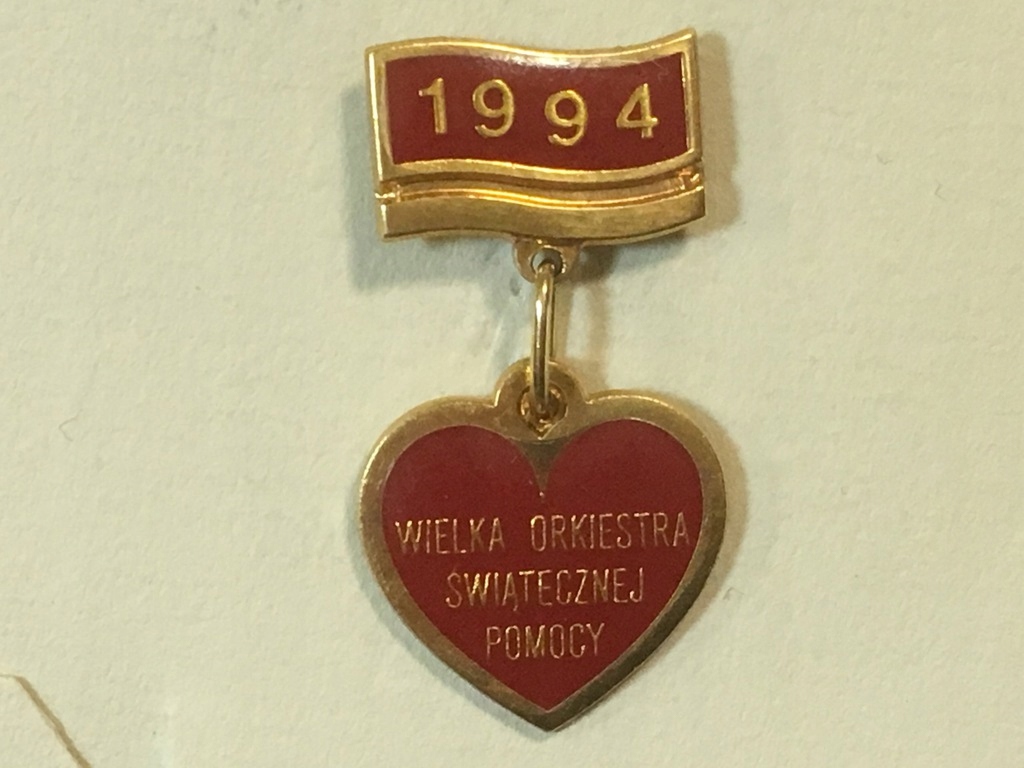 1994
WIELKA ORKIESTRA
ŚWIĄTECZNEJ
POMOCY